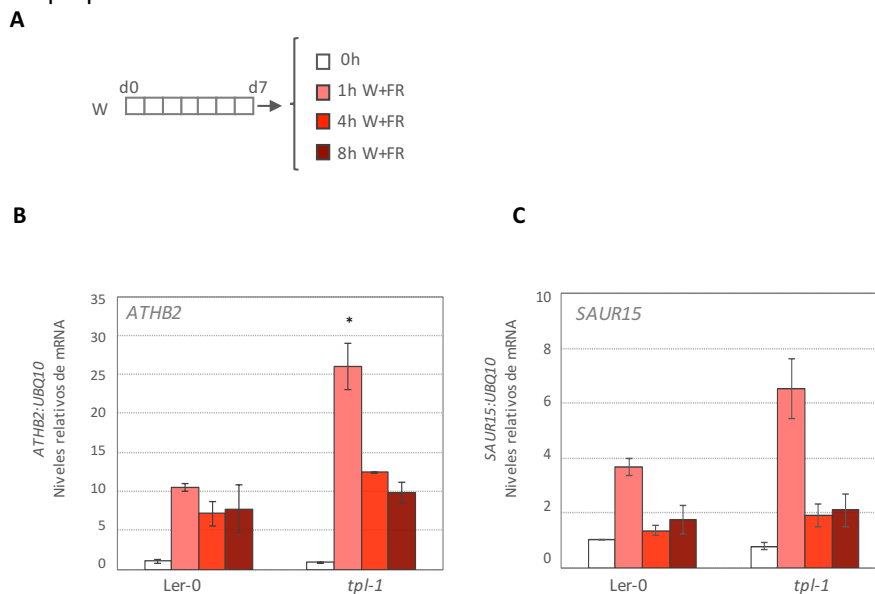 A
d0 d7
W
0h
1h W+FR
4h W+FR
8h W+FR
B
C
ATHB2:UBQ10
Niveles relativos de mRNA
35
30
25
20
15
10
5
0
ATHB2
*
Ler-0 tpl-1
SAUR15:UBQ10
Niveles relativos de mRNA
10
8
6
4
2
0
SAUR15
Ler-0 tpl-1